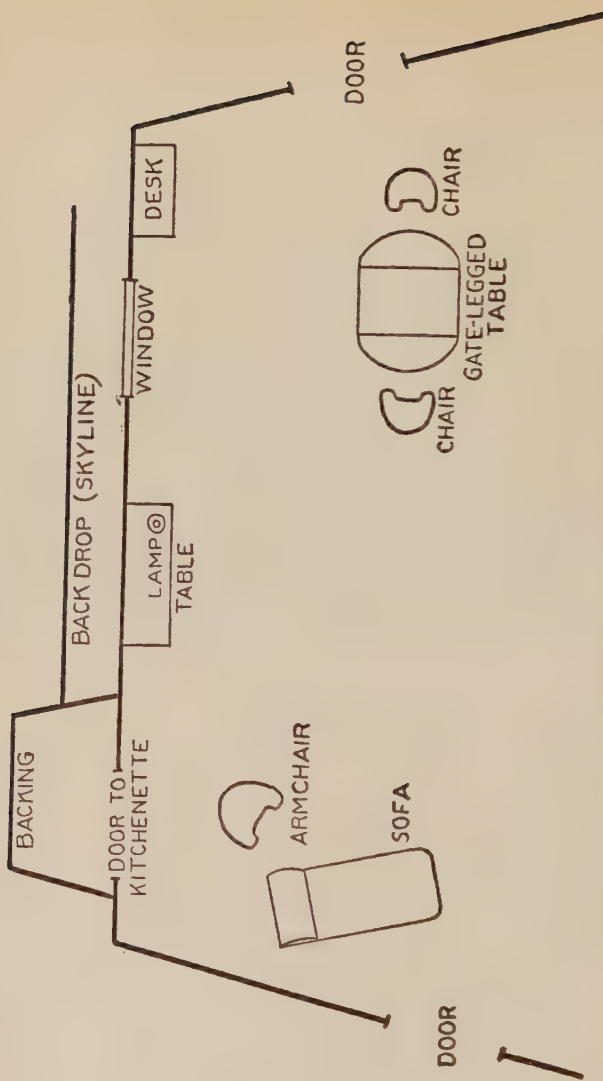 BACKING
BACK DROP (SKYLINE)
DOOR TO
KITCHENETTE
LAMP
TABLE
WINDOW
DESK
ARMCHAIR
DOOR
SOFA
DOOR
CHAIR
GATE-LEGGED
TABLE
CHAIR